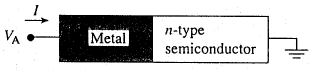 I
V_A
Metal
n-type
semiconductor